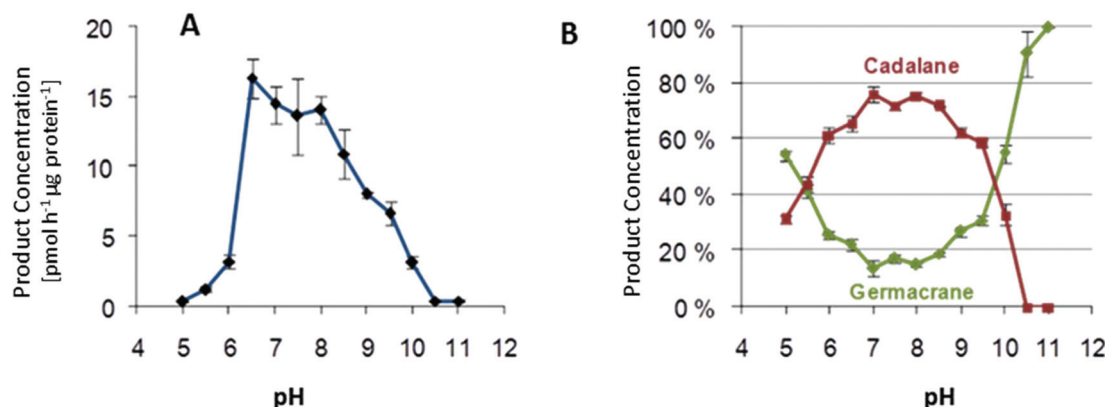 A
Product Concentration
[pmol h⁻¹ µg protein⁻¹]
20
15
10
5
0
4 5 6 7 8 9 10 11 12
pH
B
Product Concentration
100 %
80 %
60 %
40 %
20 %
0 %
Cadalane
Germacrane
4 5 6 7 8 9 10 11 12
pH